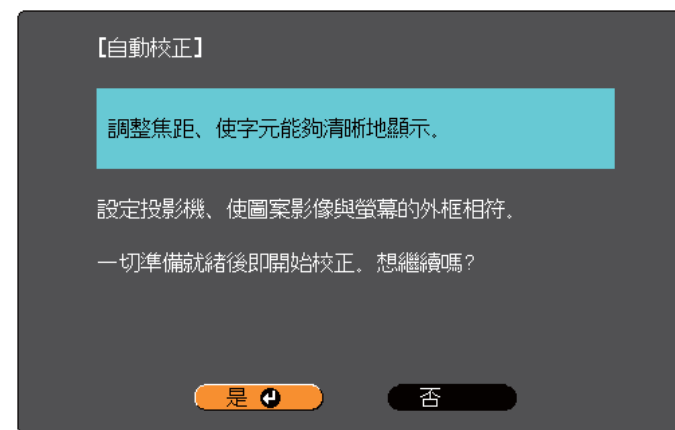 【自動校正】
調整焦距、使字元能夠清晰地顯示。
設定投影機、使圖案影像與螢幕的外框相符。
一切準備就緒後即開始校正。想繼續嗎?
是
否